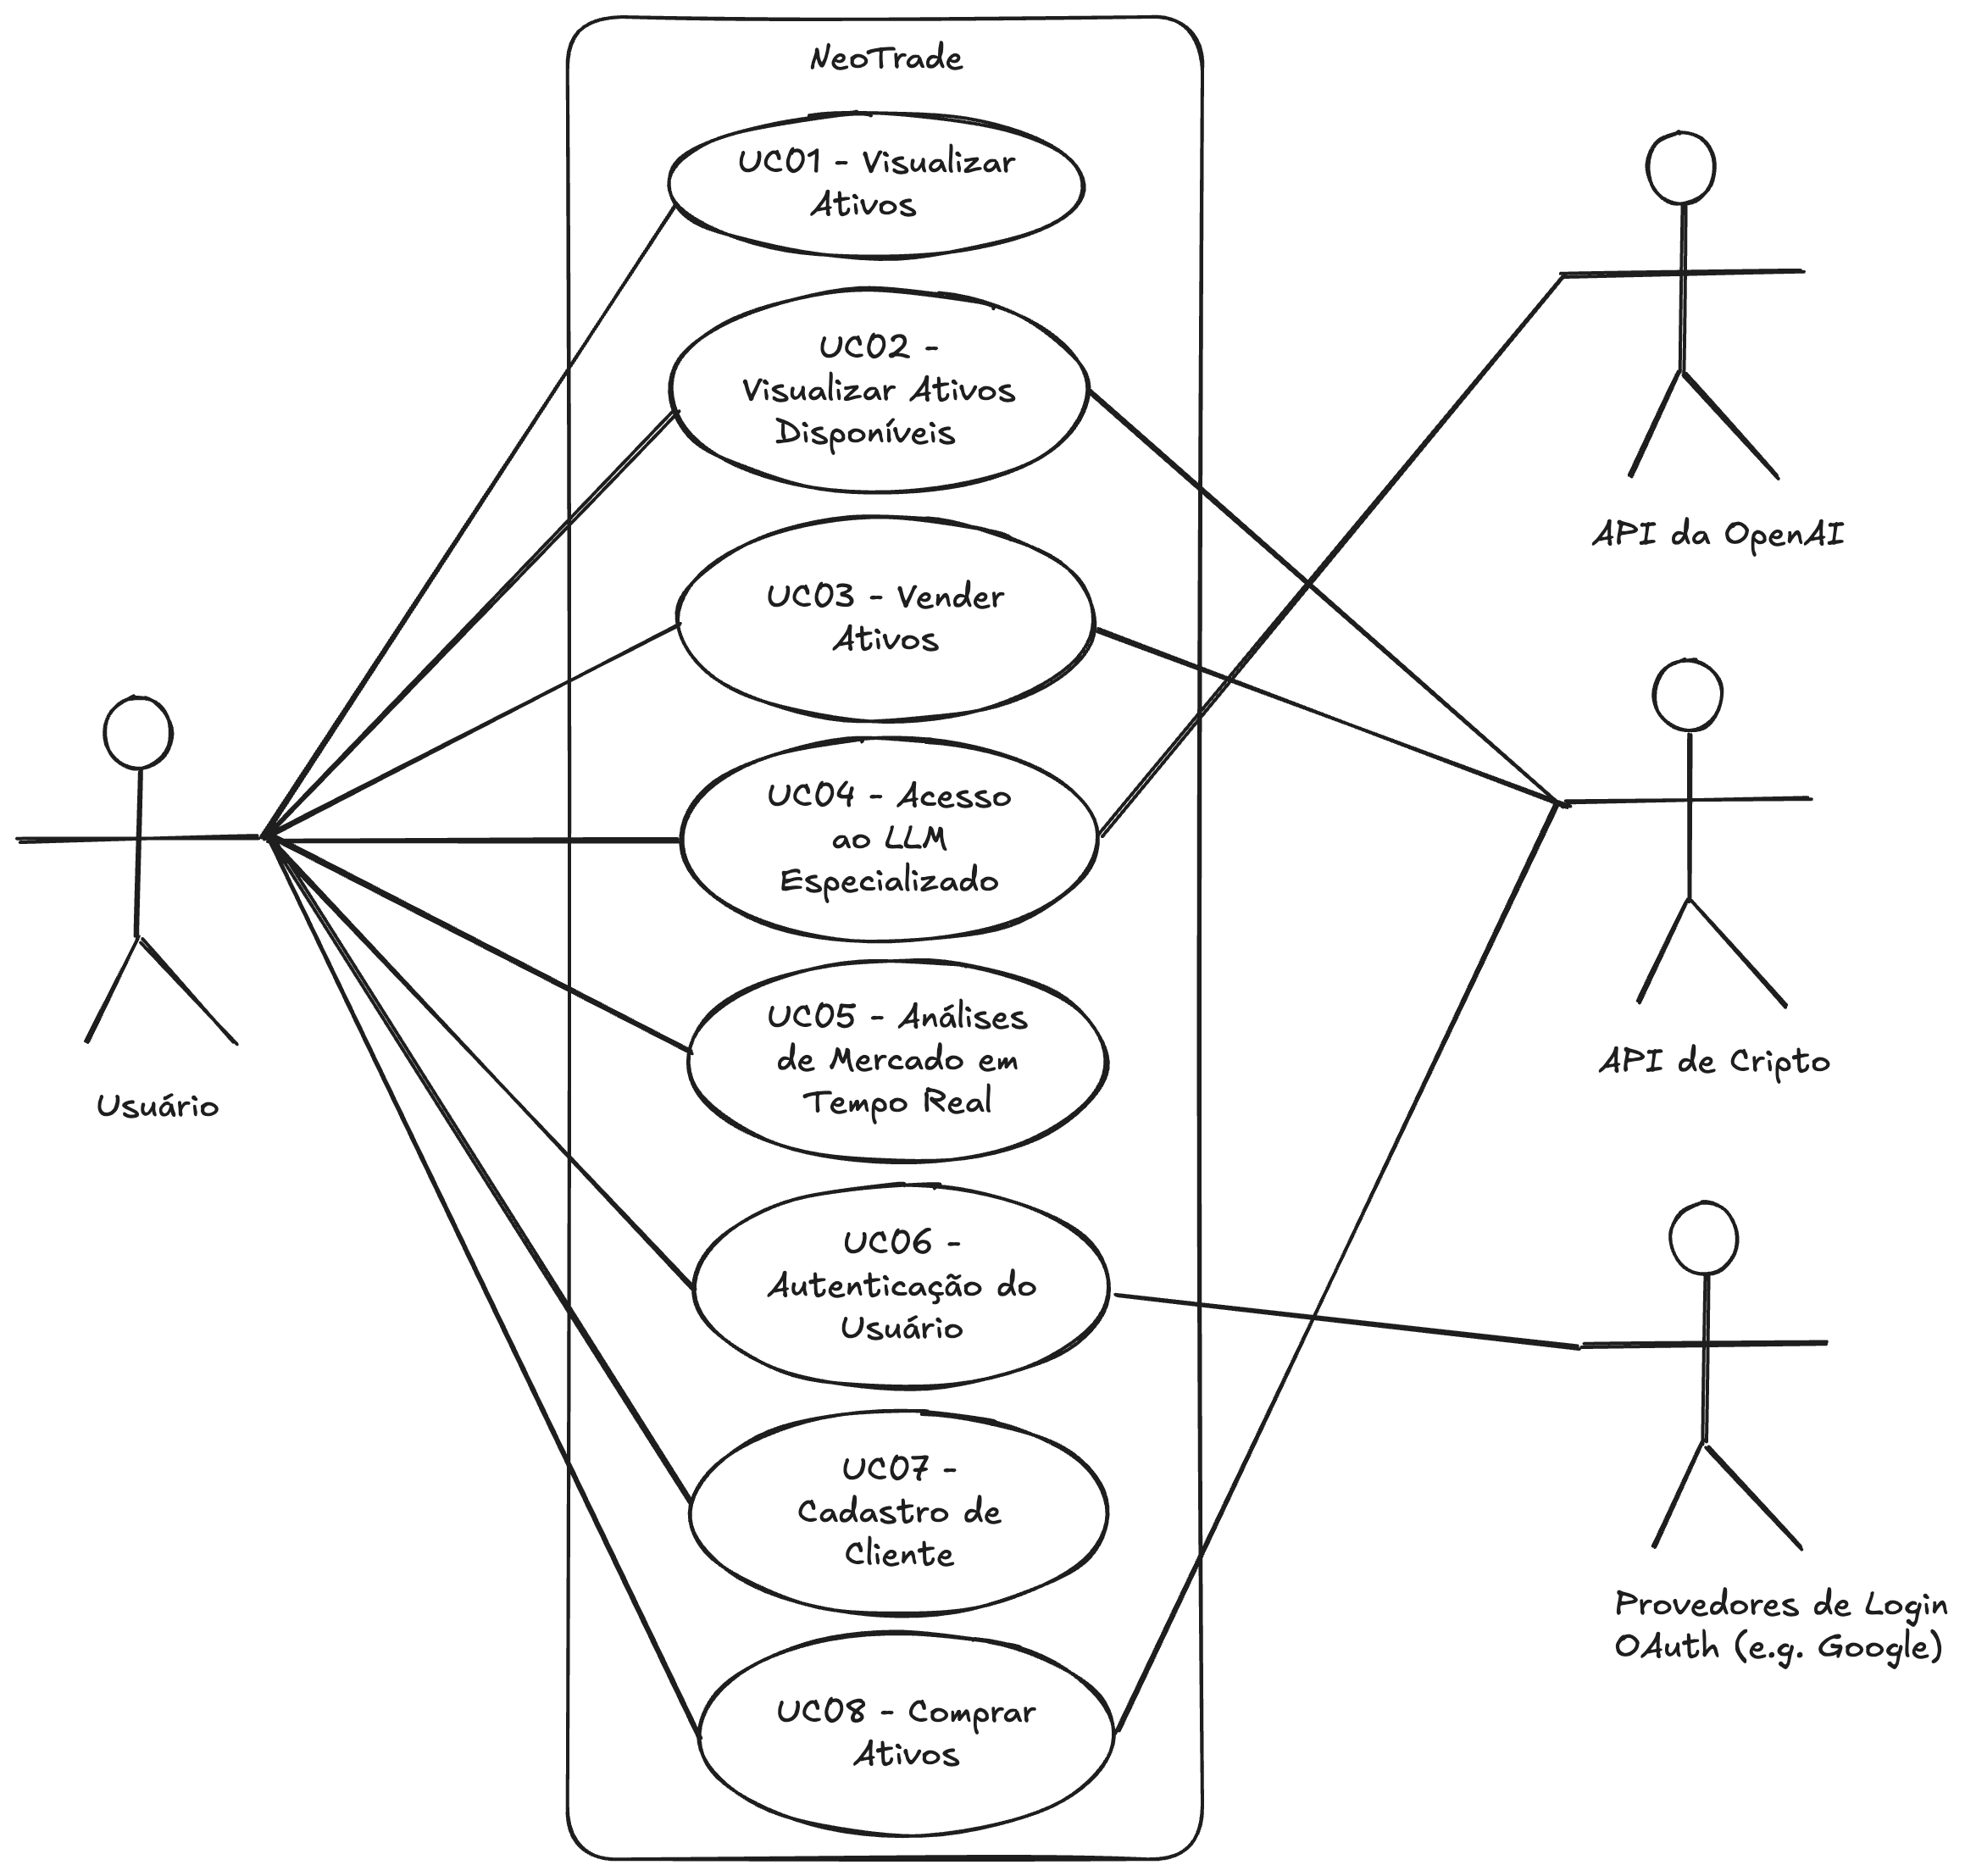 NeoTrade
UC01 - Visualizar
Ativos
UC02 -
Visualizar Ativos
Disponíveis
UC03 - Vender
Ativos
UC04 - Acesso
ao LLM
Especializado
UC05 - Análises
de Mercado em
Tempo Real
UC06 -
Autenticação do
Usuário
UC07 -
Cadastro de
Cliente
UC08 - Comprar
Ativos
Usuário
API da OpenAI
API de Cripto
Provedores de Login
OAuth (e.g. Google)